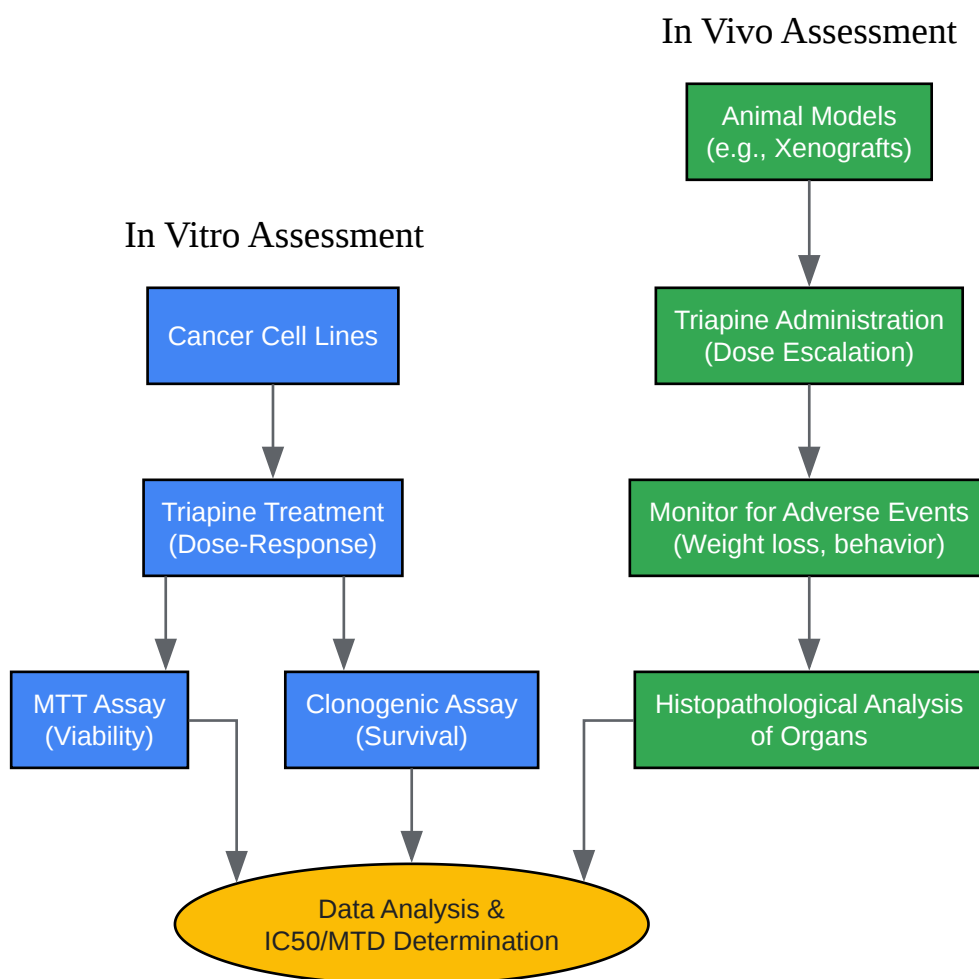 In Vivo Assessment
Animal Models
(e.g., Xenografts)
In Vitro Assessment
Cancer Cell Lines
Triapine Administration
(Dose Escalation)
Triapine Treatment
(Dose-Response)
Monitor for Adverse Events
(Weight loss, behavior)
MTT Assay
(Viability)
Clonogenic Assay
(Survival)
Histopathological Analysis
of Organs
Data Analysis &
IC50/MTD Determination